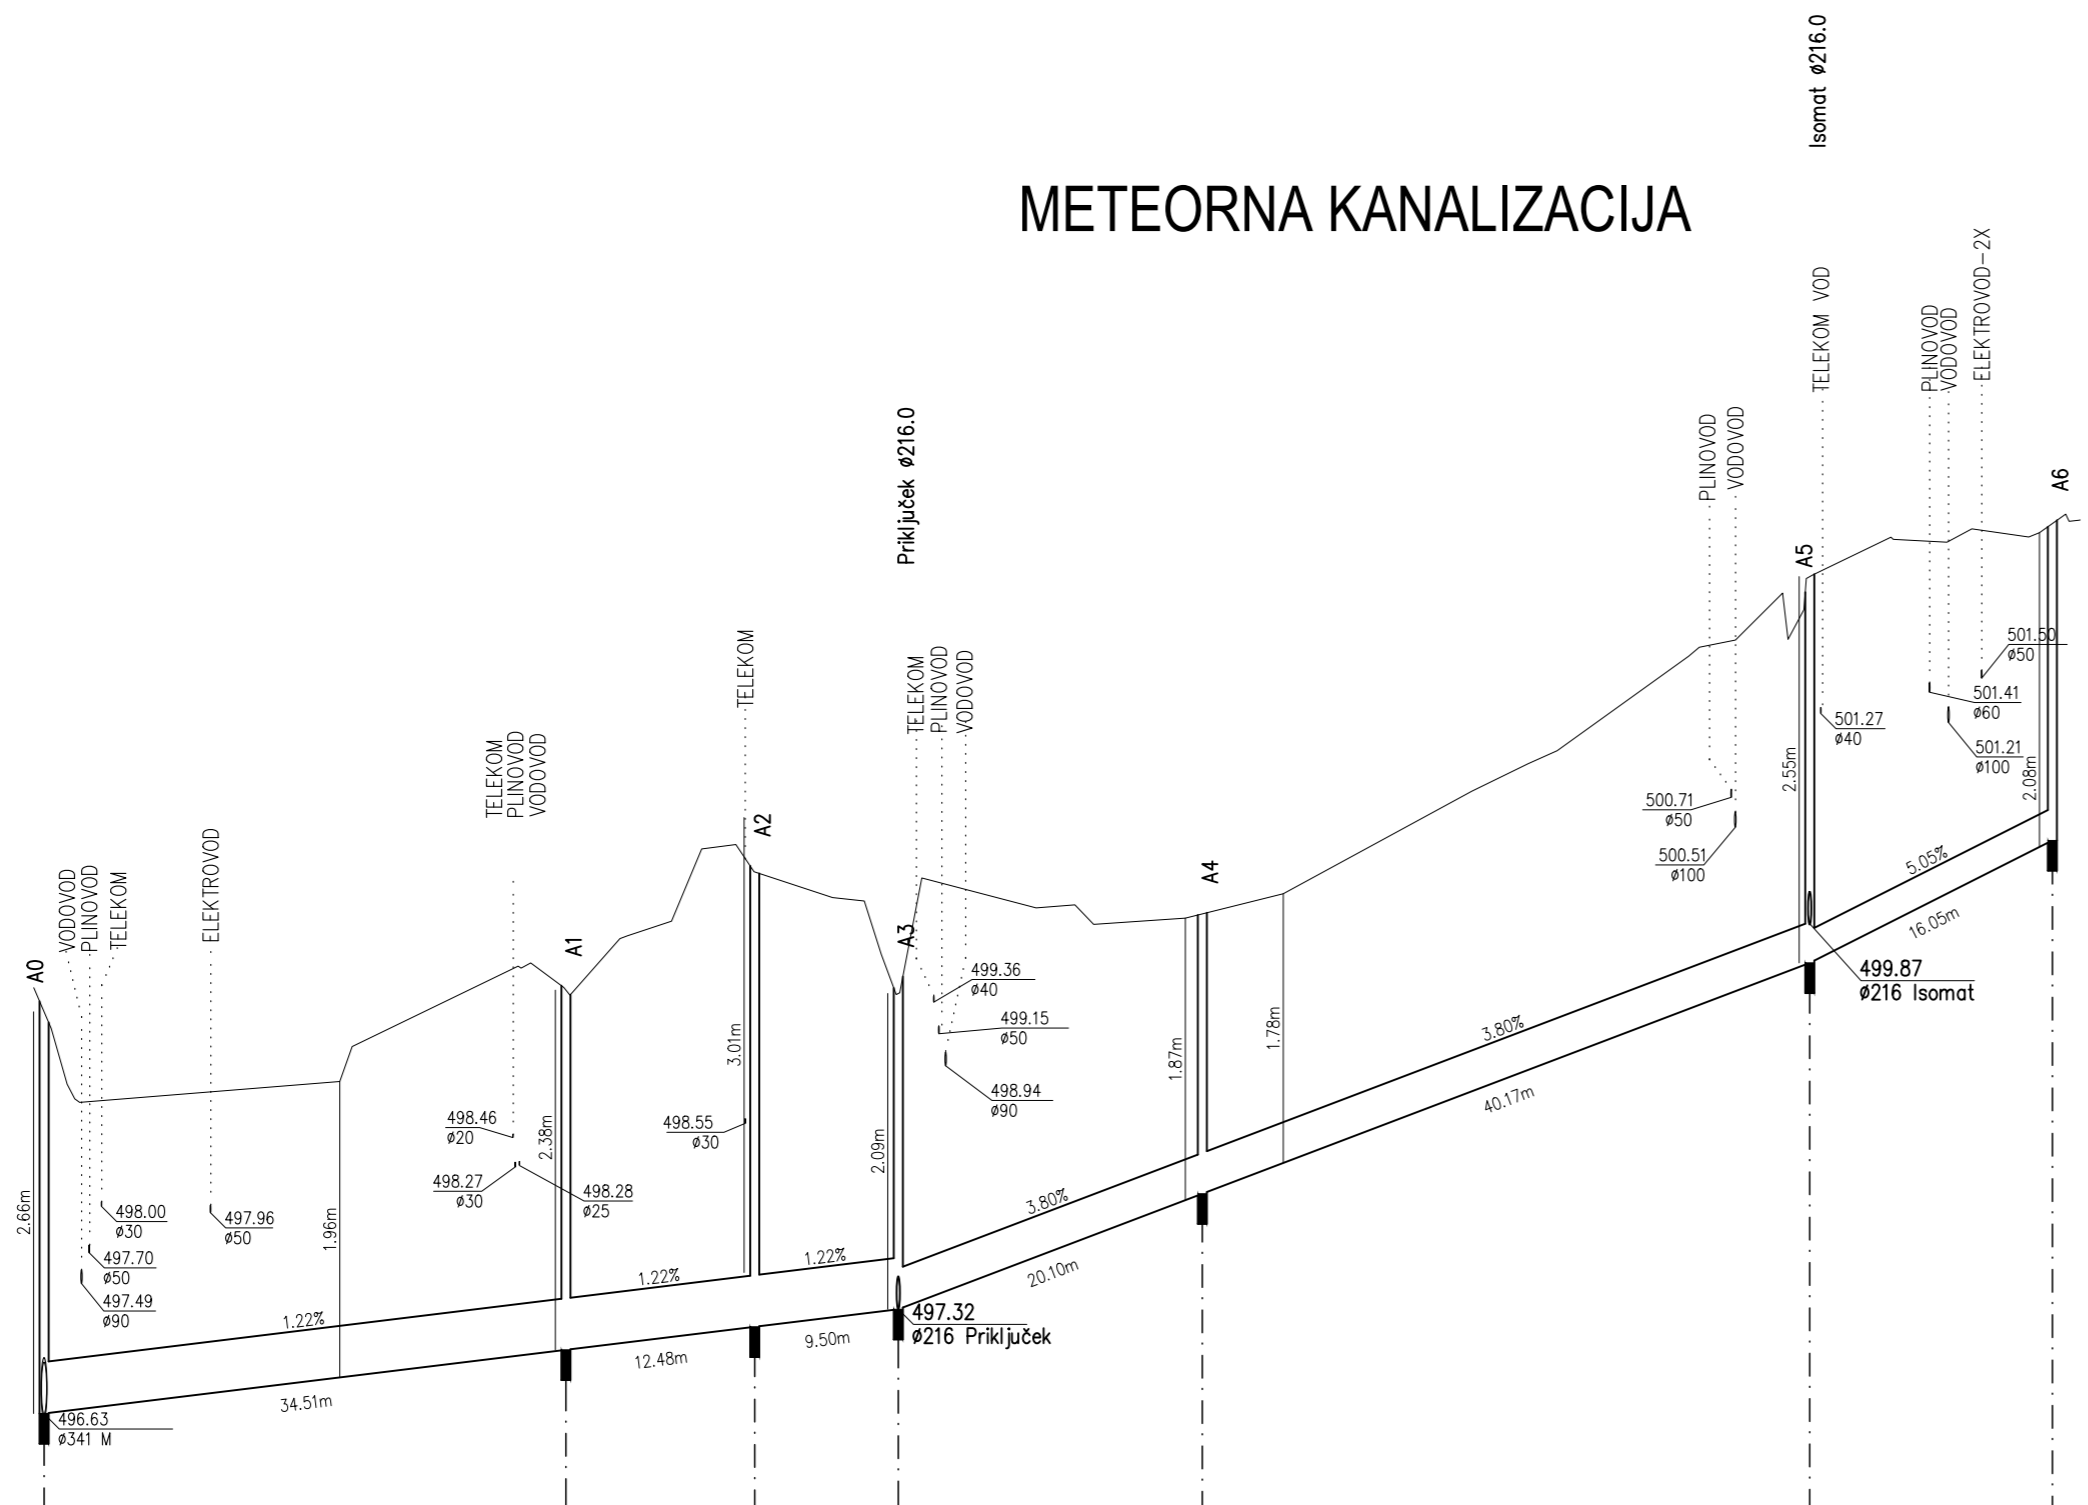 Isomat ø216.0
METEORNA KANALIZACIJA
ELEKTROVOD-2X
TELEKOM VOD
PLINOVOD
VODOVOD
Priključek ø216.0
PLINOVOD
VODOVOD
A6
A5
TELEKOM
TELEKOM
PLINOVOD
VODOVOD
501.50
ø50
501.41
ø60
501.27
ø40
501.21
ø100
2.55m
2.08m
TELEKOM
PLINOVOD
VODOVOD
500.71
ø50
500.51
ø100
A2
A4
VODOVOD
PLINOVOD
TELEKOM
ELEKTROVOD
5.05%
16.05m
A0
A1
A3
499.36
ø40
499.15
ø50
498.94
ø90
499.87
ø216 Isomat
3.80%
40.17m
1.78m
1.87m
3.01m
498.46
ø20
498.55
ø30
2.38m
2.09m
498.27
ø30
498.28
ø25
2.66m
498.00
ø30
497.96
ø50
1.96m
3.80%
20.10m
497.70
ø50
497.49
ø90
1.22%
1.22%
1.22%
497.32
ø216 Priključek
9.50m
12.48m
34.51m
496.63
ø341 M